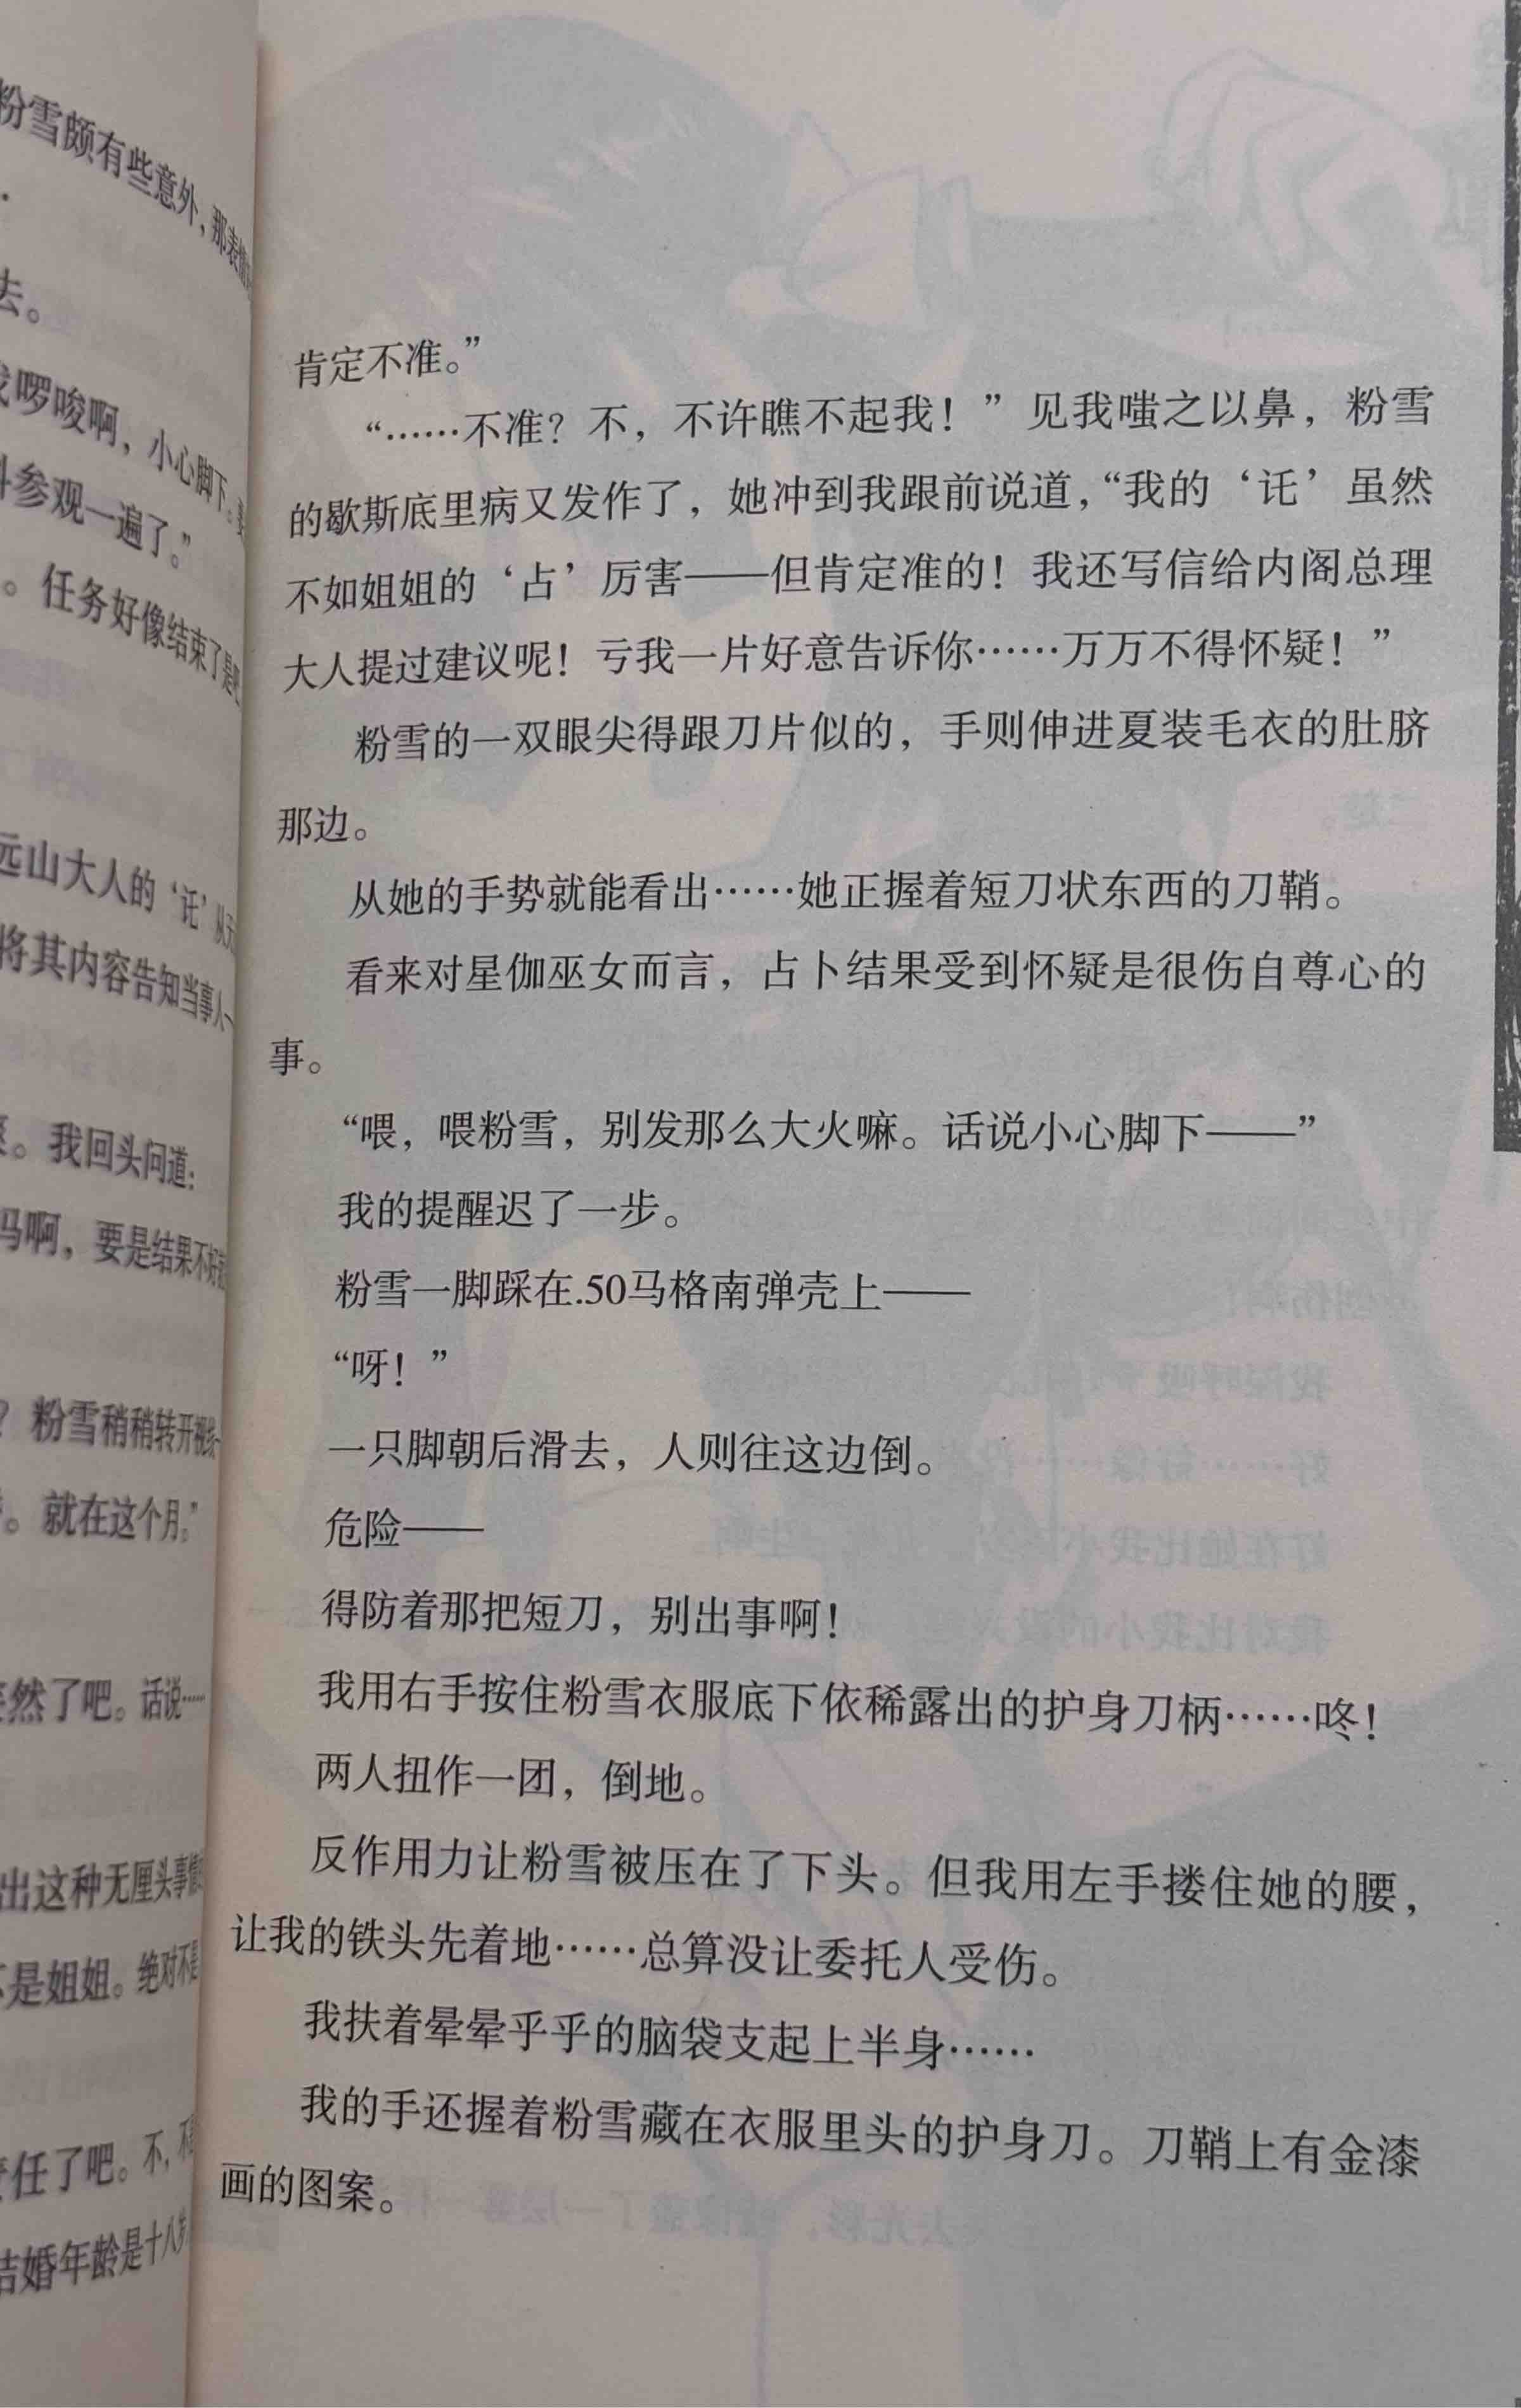 粉雪颇有些意外，那表情
去。
我啰唆啊，小心脚下。
参观一遍了。”
。任务好像结束了是吧
远山大人的‘讬’从
将其内容告知当事人
。我回头问道：
吗啊，要是结果不好
？粉雪稍稍转开视线
。就在这个月。”
然了吧。话说……
出这种无厘头事情
不是姐姐。绝对不是
责任了吧。不，不
结婚年龄是十八岁
肯定不准。”
“……不准？不，不许瞧不起我！”见我嗤之以鼻，粉雪
的歇斯底里病又发作了，她冲到我跟前说道，“我的‘讬’虽然
不如姐姐的‘占’厉害——但肯定准的！我还写信给内阁总理
大人提过建议呢！亏我一片好意告诉你……万万不得怀疑！”
粉雪的一双眼尖得跟刀片似的，手则伸进夏装毛衣的肚脐
那边。
从她的手势就能看出……她正握着短刀状东西的刀鞘。
看来对星伽巫女而言，占卜结果受到怀疑是很伤自尊心的
事。
“喂，喂粉雪，别发那么大火嘛。话说小心脚下——”
我的提醒迟了一步。
粉雪一脚踩在.50马格南弹壳上——
“呀！”
一只脚朝后滑去，人则往这边倒。
危险——
得防着那把短刀，别出事啊！
我用右手按住粉雪衣服底下依稀露出的护身刀柄……咚！
两人扭作一团，倒地。
反作用力让粉雪被压在了下头。但我用左手搂住她的腰，
让我的铁头先着地……总算没让委托人受伤。
我扶着晕晕乎乎的脑袋支起上半身……
我的手还握着粉雪藏在衣服里头的护身刀。刀鞘上有金漆
画的图案。